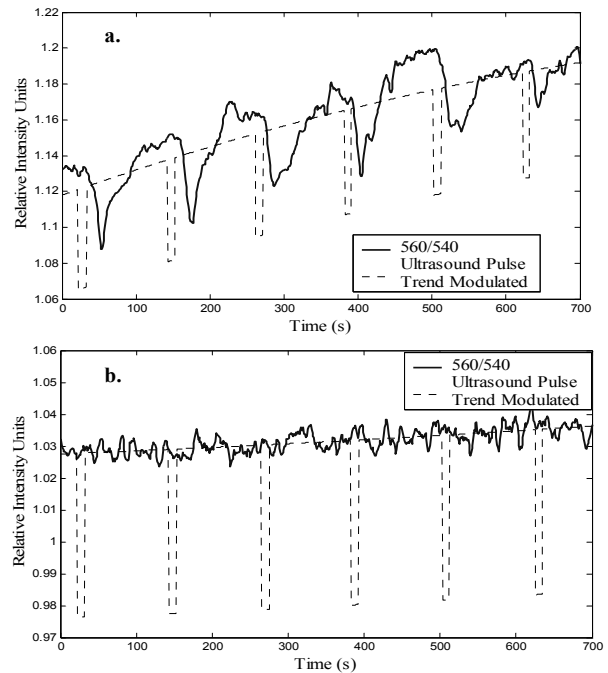 a.
Relative Intensity Units
1.22
1.2
1.18
1.16
1.14
1.12
1.1
1.08
1.06
0 100 200 300 400 500 600 700
Time (s)
560/540
Ultrasound Pulse
Trend Modulated
b.
Relative Intensity Units
1.06
1.05
1.04
1.03
1.02
1.01
1
0.99
0.98
0.97
0 100 200 300 400 500 600 700
Time (s)
560/540
Ultrasound Pulse
Trend Modulated